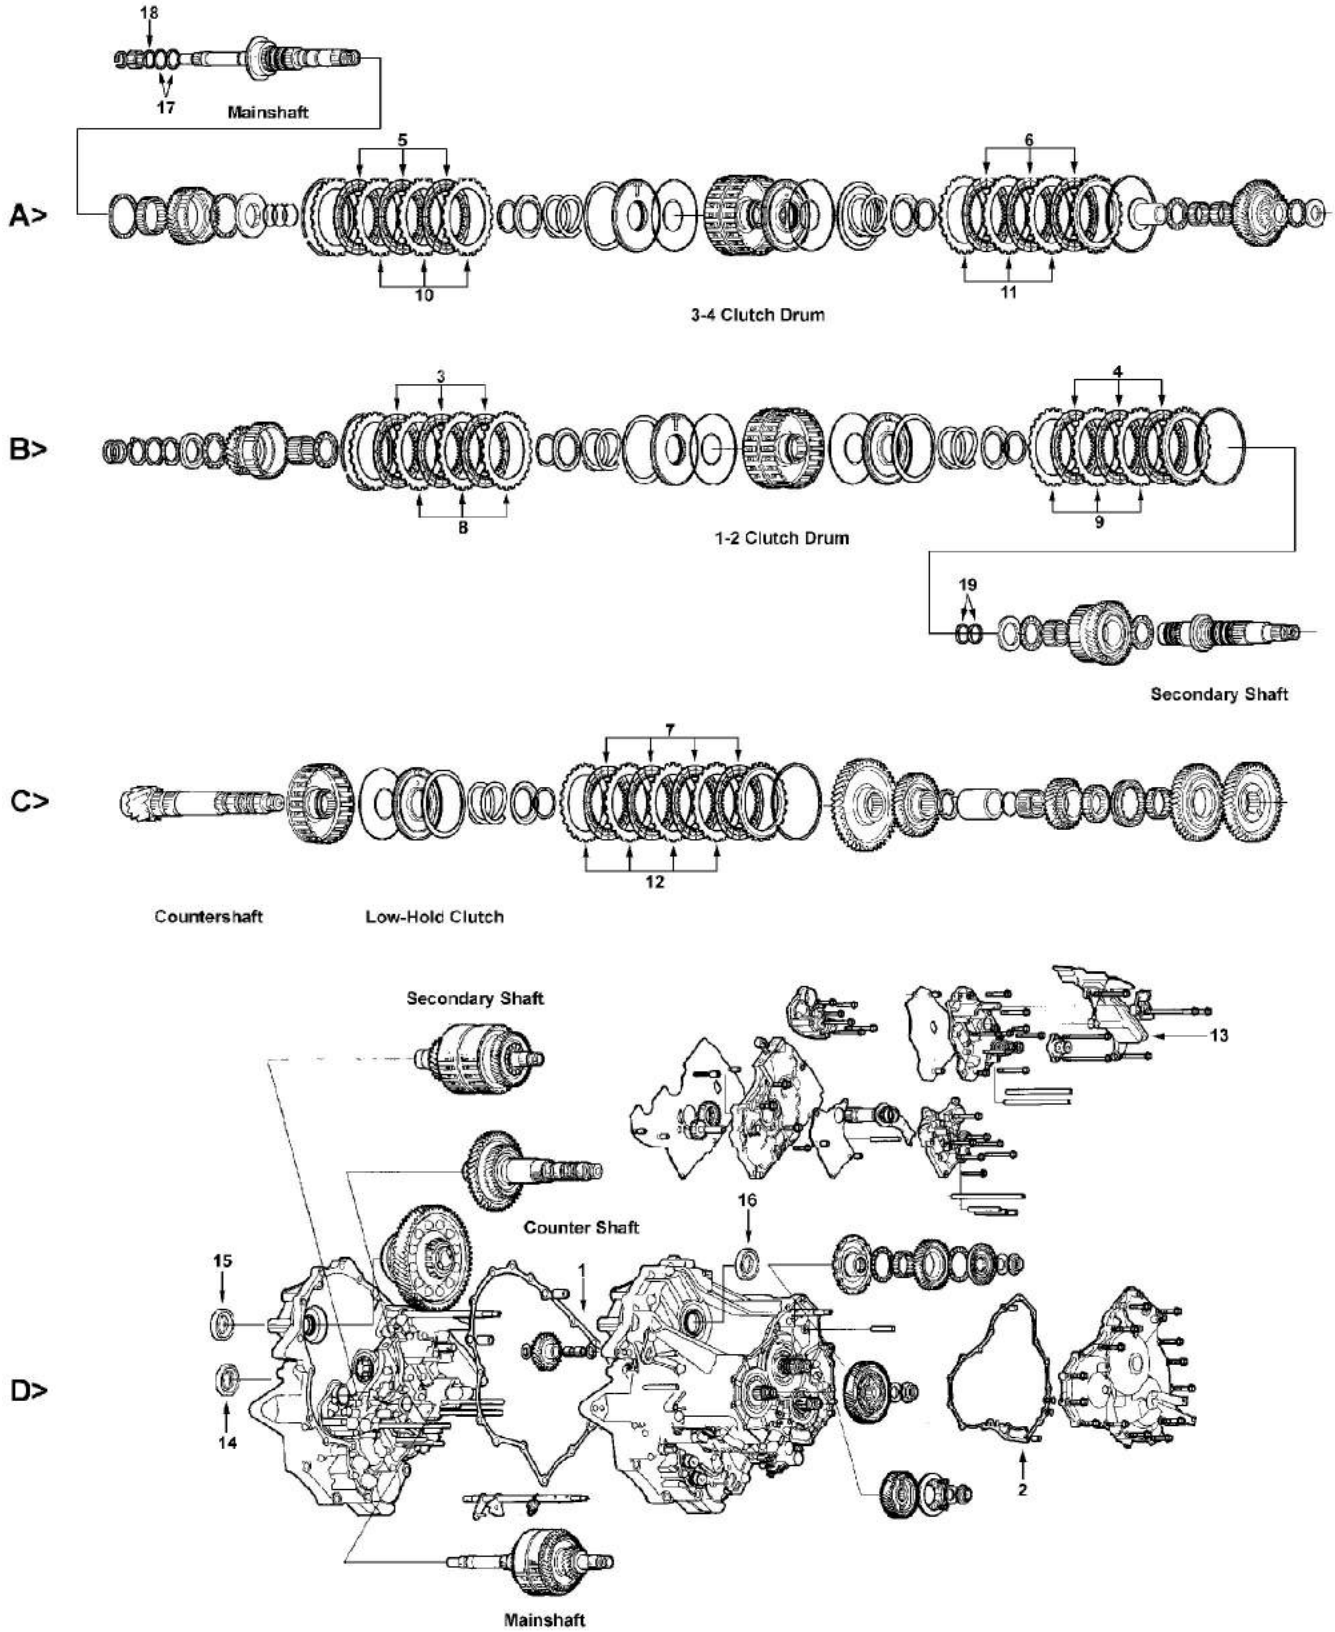 18
17
Mainshaft
5
6
A>
10
11
3-4 Clutch Drum
3
4
B>
8
9
1-2 Clutch Drum
19
Secondary Shaft
7
C>
12
Countershaft
Low-Hold Clutch
Secondary Shaft
13
16
Counter Shaft
15
1
D>
14
2
Mainshaft